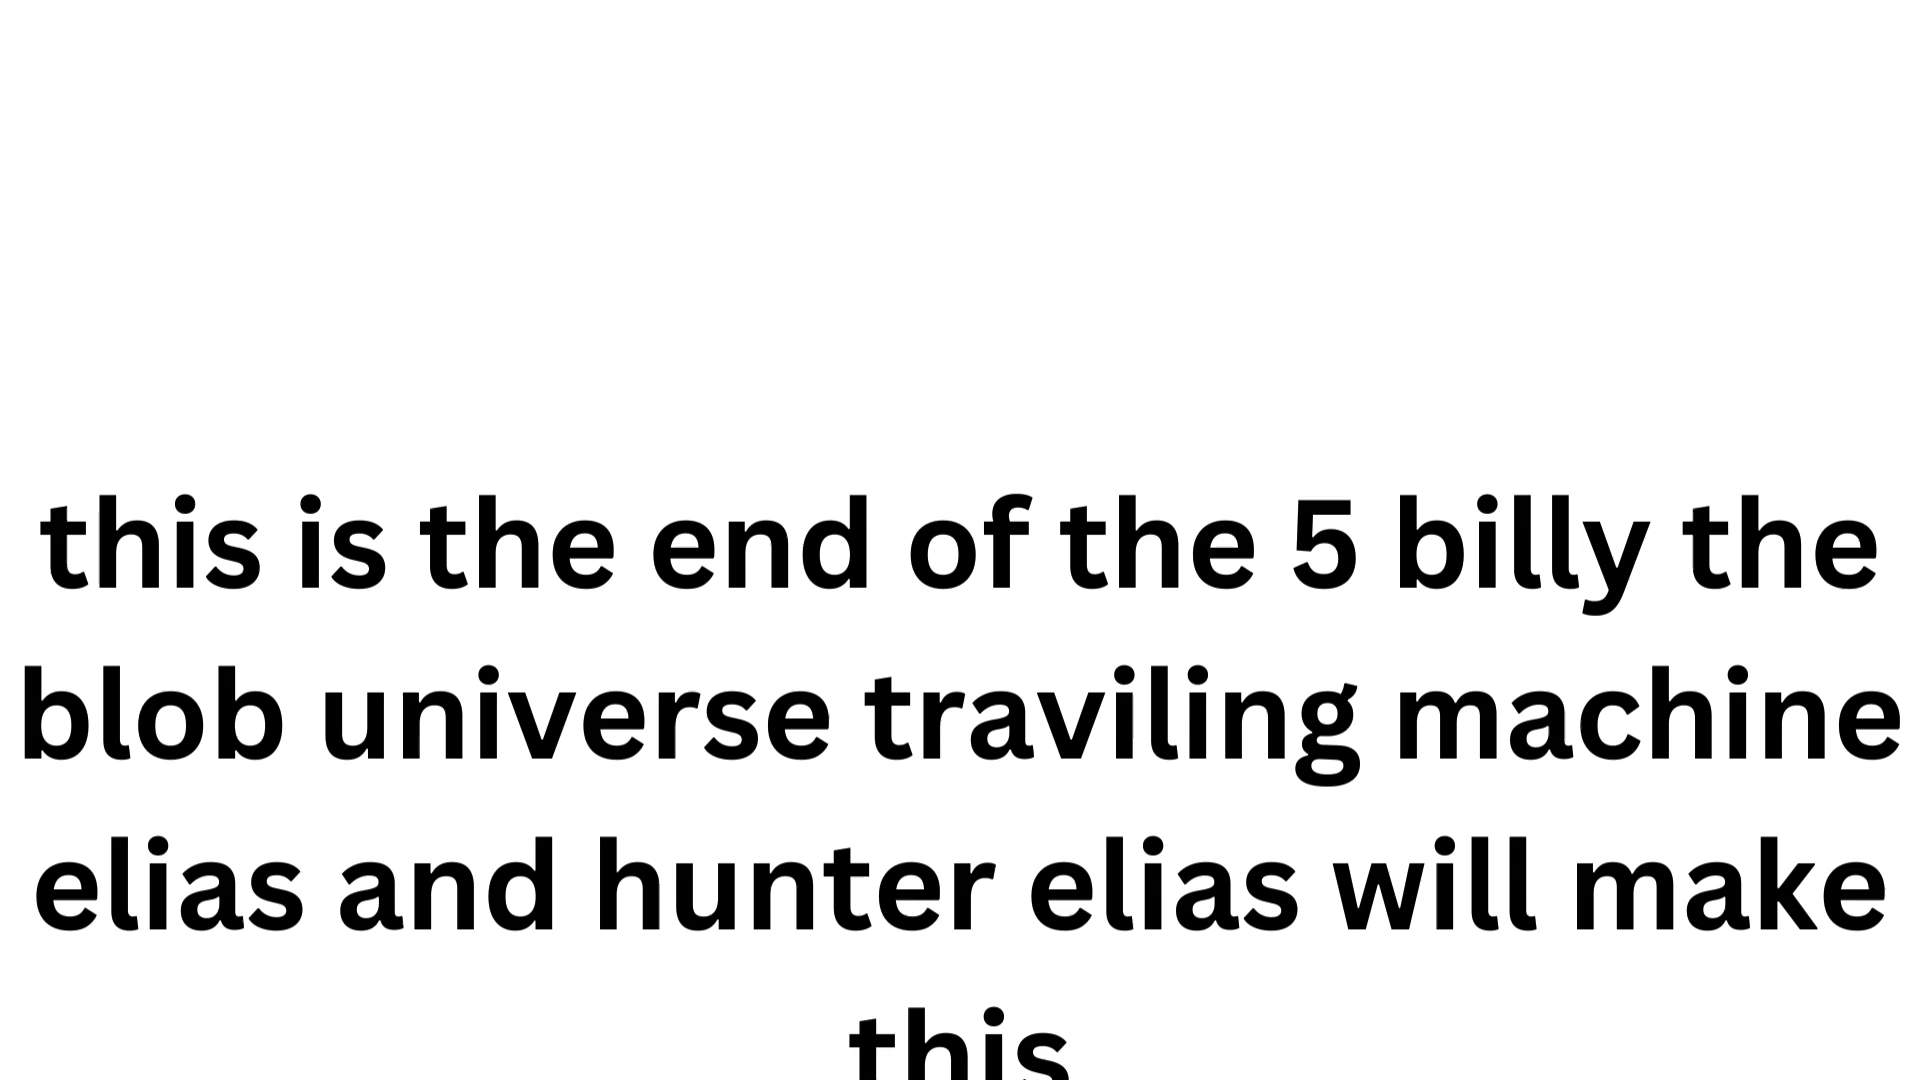 this is the end of the 5 billy the
blob universe traviling machine
elias and hunter elias will make
this